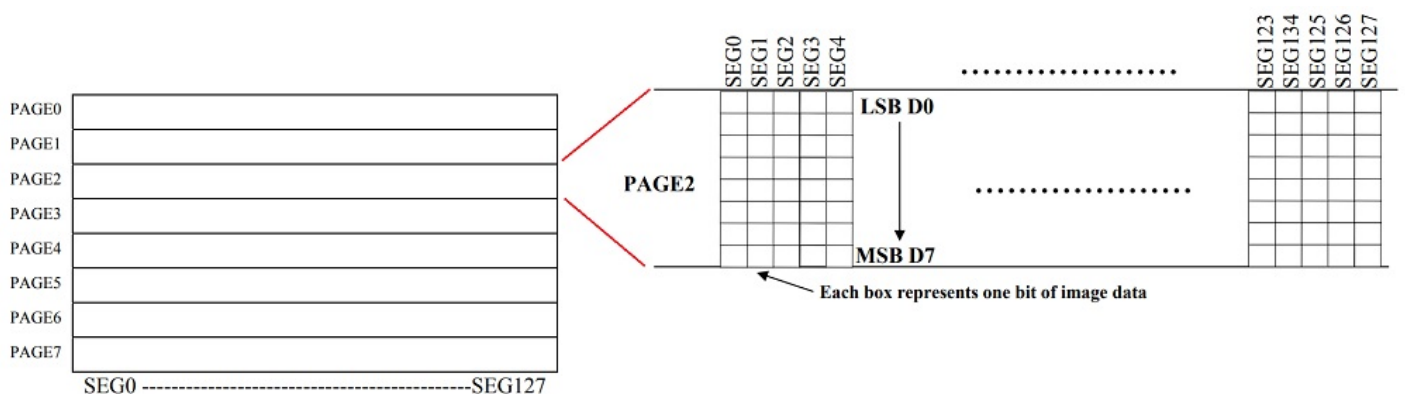 PAGE0
PAGE1
PAGE2
PAGE3
PAGE4
PAGE5
PAGE6
PAGE7
SEG0 --------------------------------------------SEG127
SEG0
SEG1
SEG2
SEG3
SEG4
SEG123
SEG134
SEG125
SEG126
SEG127
LSB D0
PAGE2
MSB D7
Each box represents one bit of image data